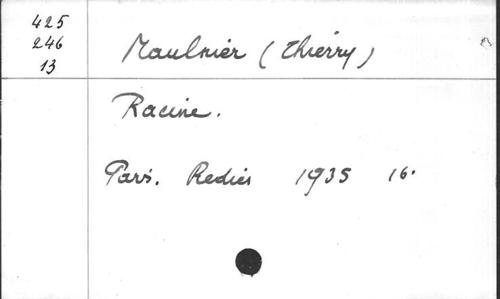 425
246
13
Maulnier (Thierry)
Racine.
Paris. Redier 1935 16.